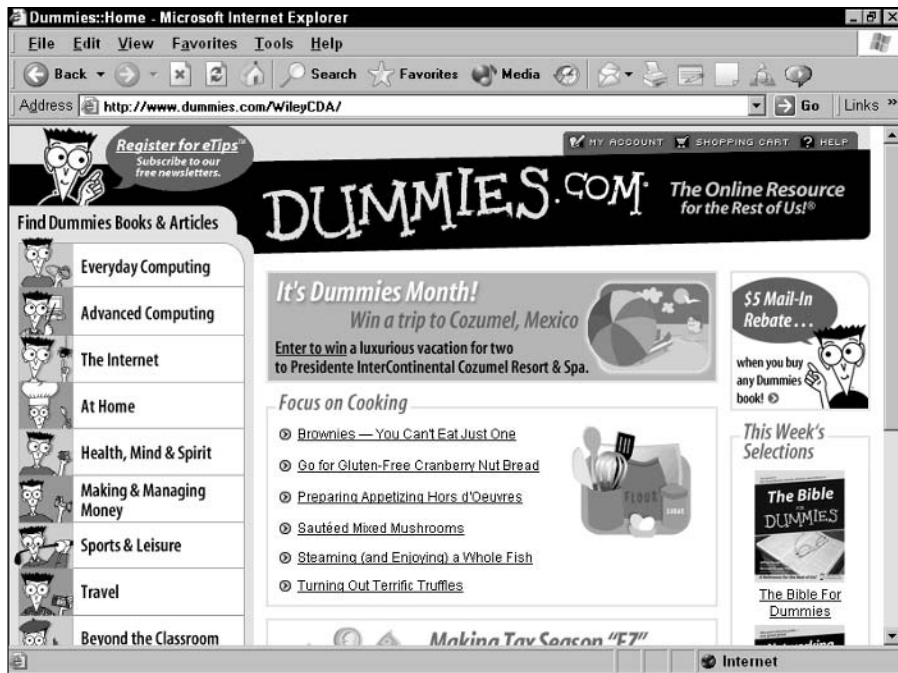 Dummies::Home - Microsoft Internet Explorer
File Edit View Favorites Tools Help
Back Search Favorites Media
Address http://www.dummies.com/WileyCDA/ Go Links »
Register for eTips™
Subscribe to our
free newsletters.
MY ACCOUNT SHOPPING CART ? HELP
DUMMIES.COM™
The Online Resource
for the Rest of Us!®
Find Dummies Books & Articles
Everyday Computing
Advanced Computing
The Internet
At Home
Health, Mind & Spirit
Making & Managing
Money
Sports & Leisure
Travel
Beyond the Classroom
It's Dummies Month!
Win a trip to Cozumel, Mexico
Enter to win a luxurious vacation for two
to Presidente InterContinental Cozumel Resort & Spa.
Focus on Cooking
Brownies — You Can't Eat Just One
Go for Gluten-Free Cranberry Nut Bread
Preparing Appetizing Hors d'Oeuvres
Sautéed Mixed Mushrooms
Steaming (and Enjoying) a Whole Fish
Turning Out Terrific Truffles
FLOUR
SUGAR
Making Tax Season "EZ"
$5 Mail-In
Rebate...
when you buy
any Dummies
book!
This Week's
Selections
The Bible
FOR
DUMMIES
The Bible For
Dummies
Networking
Internet